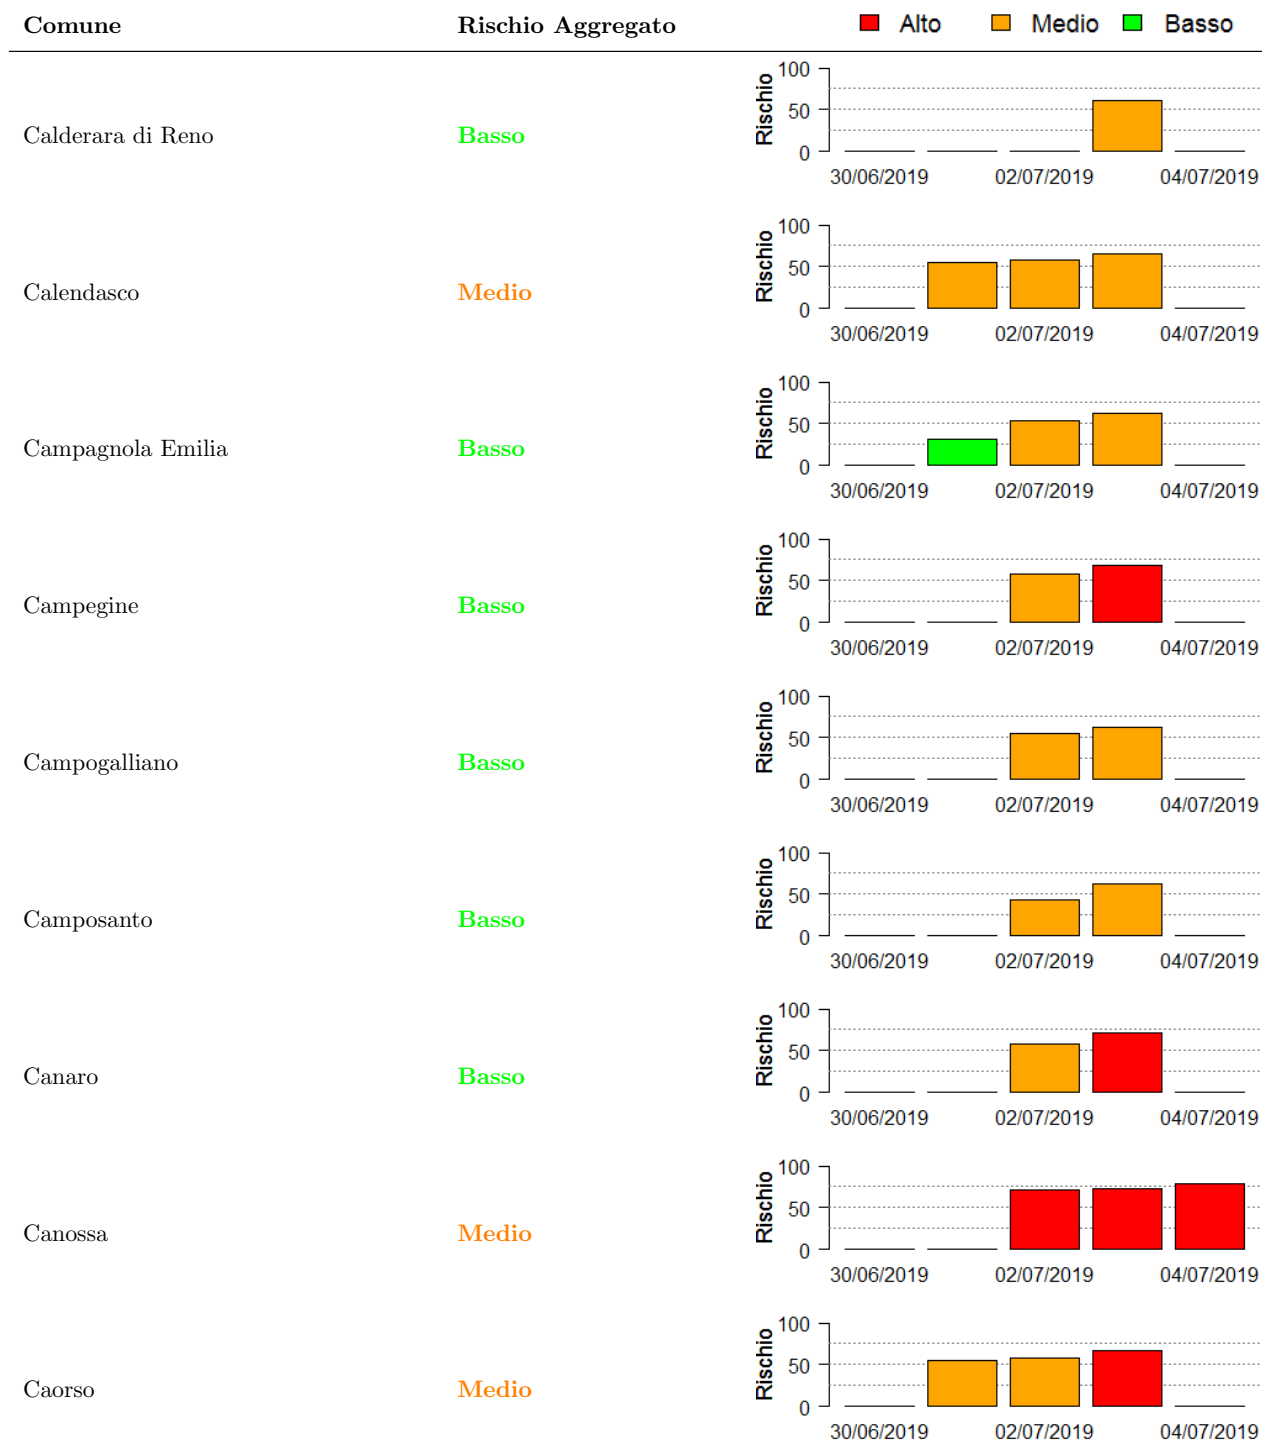 Comune Rischio Aggregato Alto Medio Basso
Calderara di Reno Basso Rischio 100 50 0
30/06/2019 02/07/2019 04/07/2019
Calendasco Medio Rischio 100 50 0
30/06/2019 02/07/2019 04/07/2019
Campagnola Emilia Basso Rischio 100 50 0
30/06/2019 02/07/2019 04/07/2019
Campegine Basso Rischio 100 50 0
30/06/2019 02/07/2019 04/07/2019
Campogalliano Basso Rischio 100 50 0
30/06/2019 02/07/2019 04/07/2019
Camposanto Basso Rischio 100 50 0
30/06/2019 02/07/2019 04/07/2019
Canaro Basso Rischio 100 50 0
30/06/2019 02/07/2019 04/07/2019
Canossa Medio Rischio 100 50 0
30/06/2019 02/07/2019 04/07/2019
Caorso Medio Rischio 100 50 0
30/06/2019 02/07/2019 04/07/2019